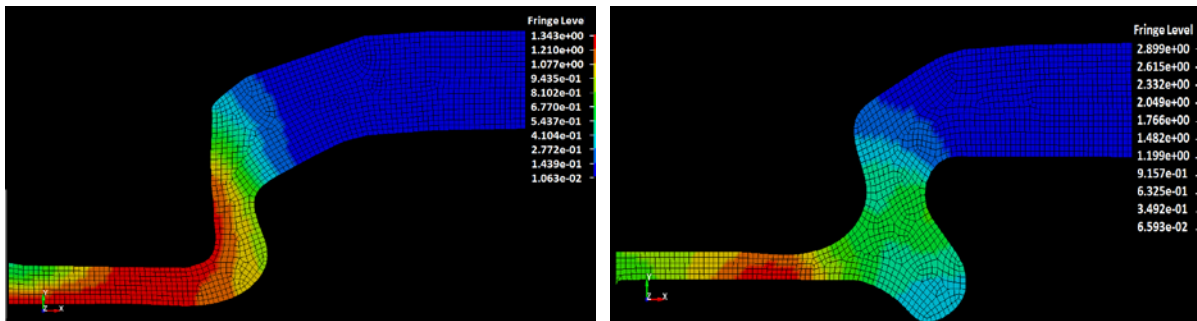 Fringe Leve
1.343e+00
1.210e+00
1.077e+00
9.435e-01
8.102e-01
6.770e-01
5.437e-01
4.104e-01
2.772e-01
1.439e-01
1.063e-02
Y
Z X
Fringe Level
2.899e+00
2.615e+00
2.332e+00
2.049e+00
1.766e+00
1.482e+00
1.199e+00
9.157e-01
6.325e-01
3.492e-01
6.593e-02
Y
Z X